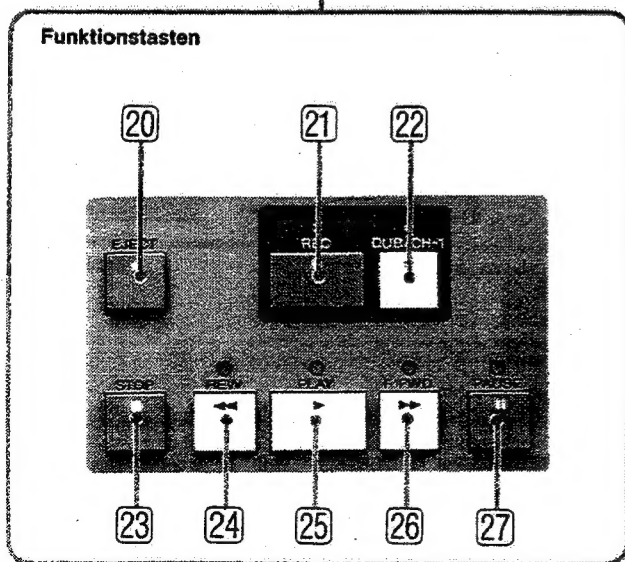 Funktionstasten
20 21 22
EJECT REC DUB/CH-1
STOP REW PLAY F.FWD PAUSE
23 24 25 26 27